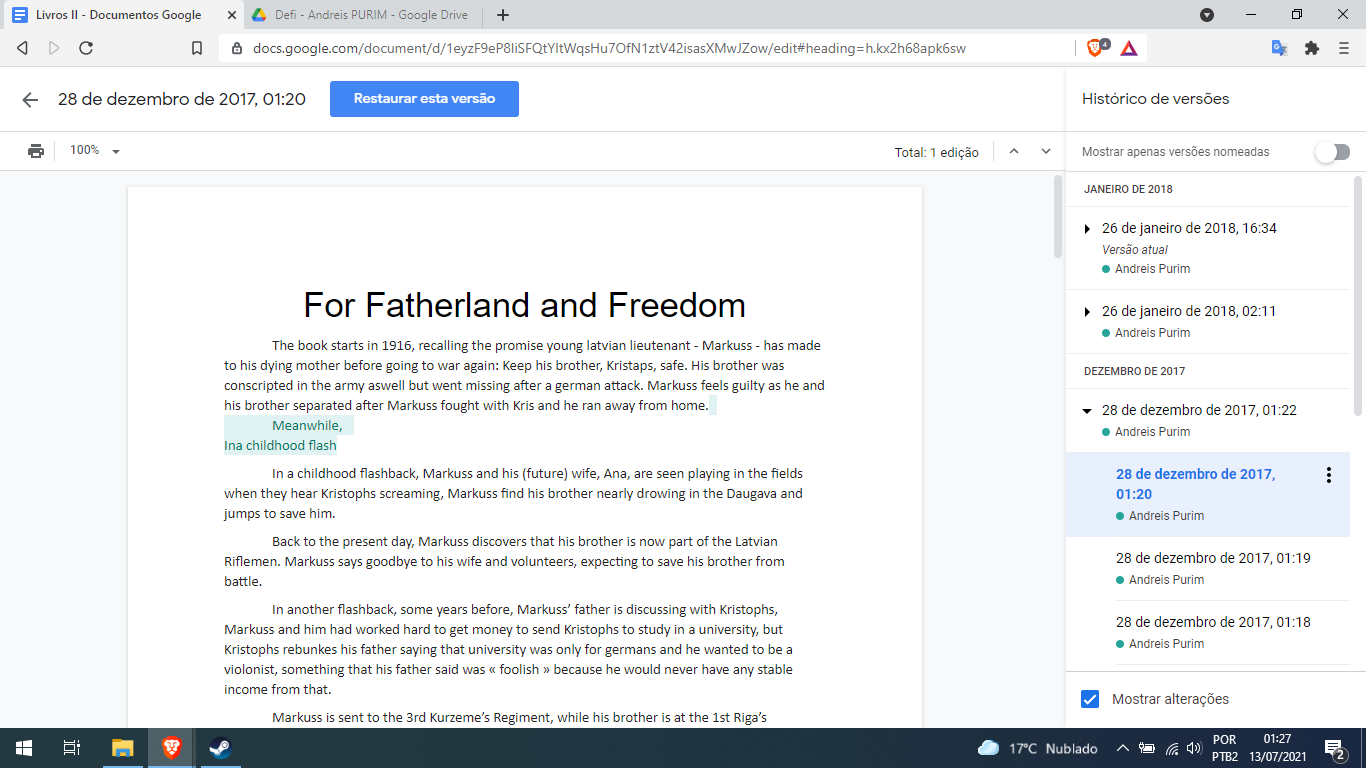 Livros II - Documentos Google
Defi - Andreis PURIM - Google Drive
docs.google.com/document/d/1eyzF9eP8liSFQtYltWqsHu7OfN1ztV42isasXMwJZow/edit#heading=h.kx2h68apk6sw
4
28 de dezembro de 2017, 01:20
Restaurar esta versão
100%
Total: 1 edição
For Fatherland and Freedom
The book starts in 1916, recalling the promise young latvian lieutenant - Markuss - has made
to his dying mother before going to war again: Keep his brother, Kristaps, safe. His brother was
conscripted in the army aswell but went missing after a german attack. Markuss feels guilty as he and
his brother separated after Markuss fought with Kris and he ran away from home.
Meanwhile,
Ina childhood flash
In a childhood flashback, Markuss and his (future) wife, Ana, are seen playing in the fields
when they hear Kristophs screaming, Markuss find his brother nearly drowing in the Daugava and
jumps to save him.
Back to the present day, Markuss discovers that his brother is now part of the Latvian
Riflemen. Markuss says goodbye to his wife and volunteers, expecting to save his brother from
battle.
In another flashback, some years before, Markuss’ father is discussing with Kristophs,
Markuss and him had worked hard to get money to send Kristophs to study in a university, but
Kristophs rebunkes his father saying that university was only for germans and he wanted to be a
violonist, something that his father said was « foolish » because he would never have any stable
income from that.
Markuss is sent to the 3rd Kurzeme’s Regiment, while his brother is at the 1st Riga’s
Histórico de versões
Mostrar apenas versões nomeadas
JANEIRO DE 2018
26 de janeiro de 2018, 16:34
Versão atual
Andreis Purim
26 de janeiro de 2018, 02:11
Andreis Purim
DEZEMBRO DE 2017
28 de dezembro de 2017, 01:22
Andreis Purim
28 de dezembro de 2017,
01:20
Andreis Purim
28 de dezembro de 2017, 01:19
Andreis Purim
28 de dezembro de 2017, 01:18
Andreis Purim
Mostrar alterações
17°C Nublado
POR
PTB2
01:27
13/07/2021
2